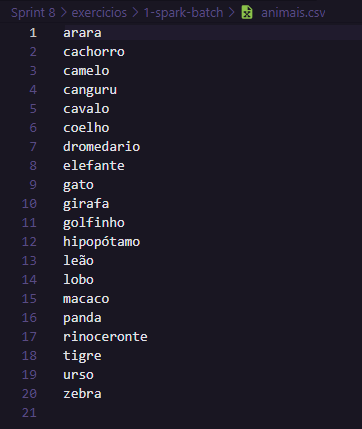 Sprint 8 > exercicios > 1-spark-batch > animais.csv
1 arara
2 cachorro
3 camelo
4 canguru
5 cavalo
6 coelho
7 dromedario
8 elefante
9 gato
10 girafa
11 golfinho
12 hipopótamo
13 leão
14 lobo
15 macaco
16 panda
17 rinoceronte
18 tigre
19 urso
20 zebra
21